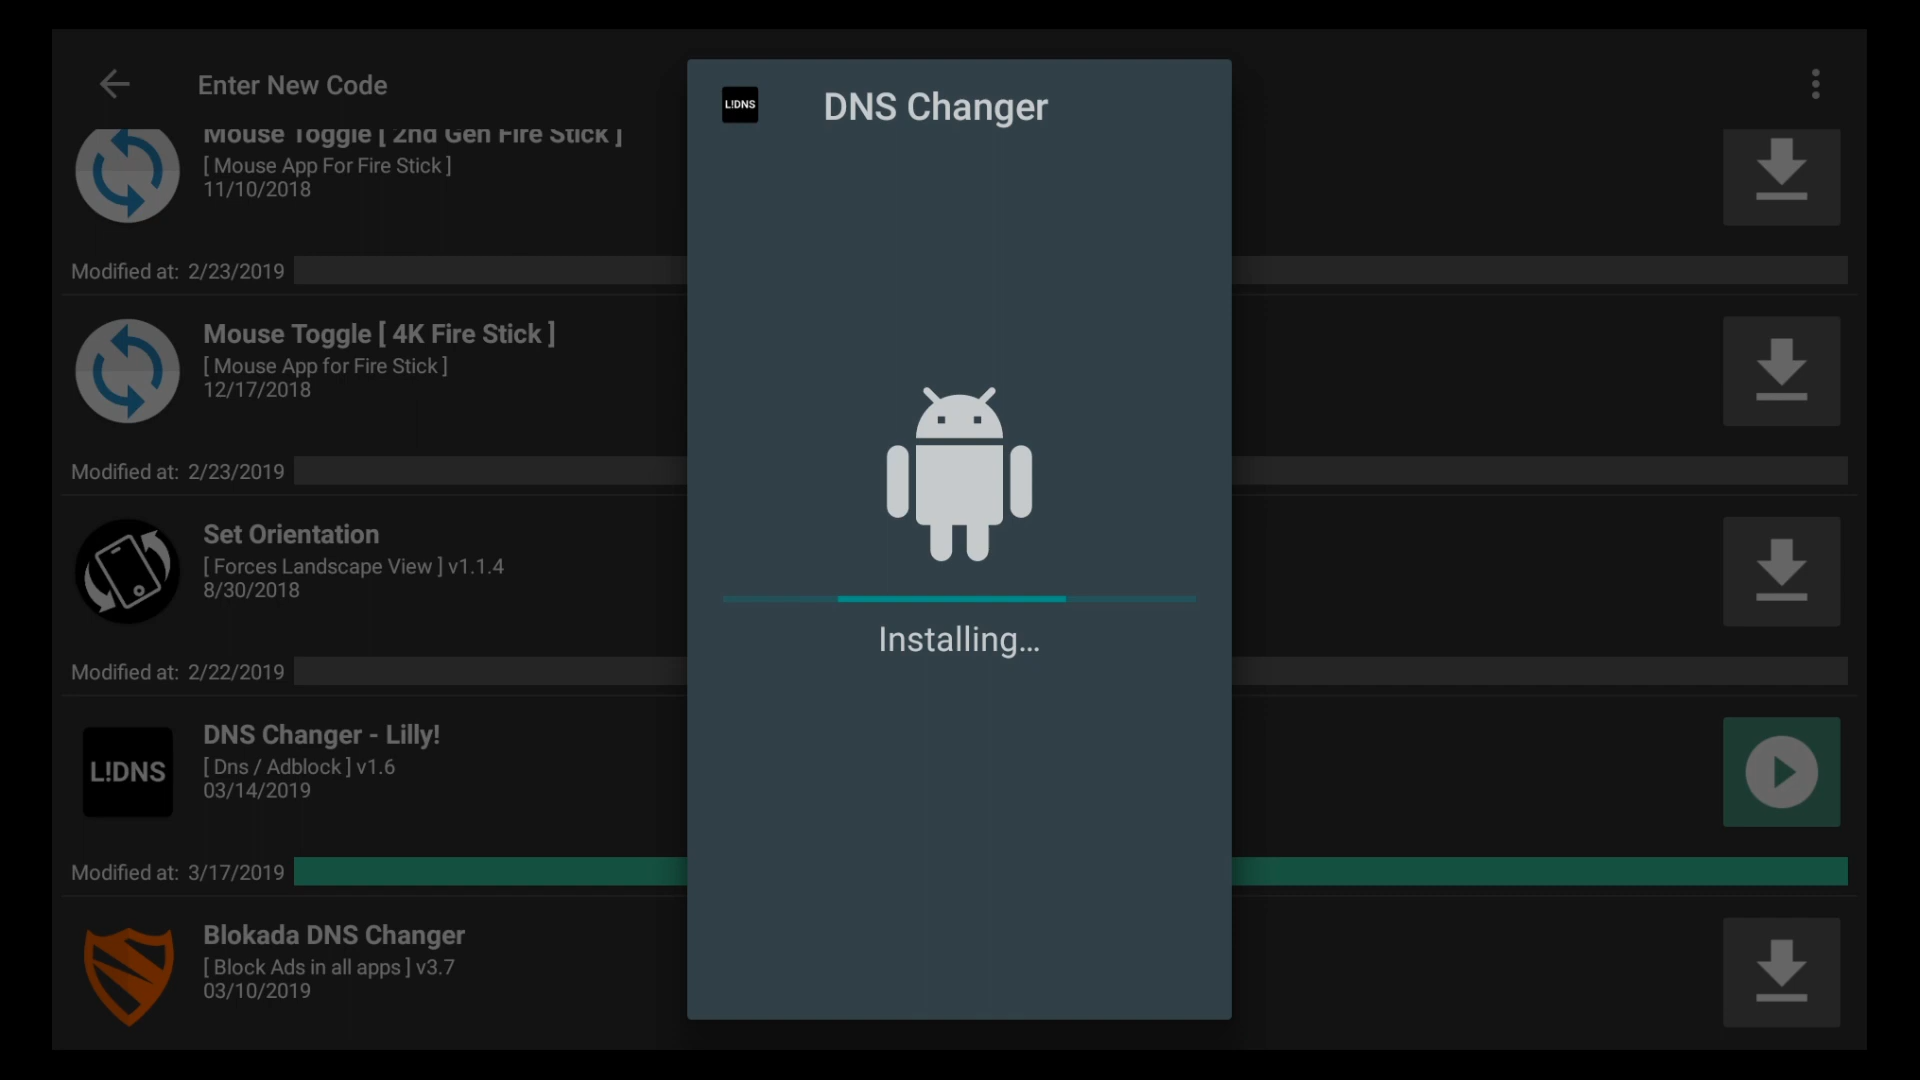 Enter New Code
Mouse Toggle [ 2nd Gen Fire Stick ]
[ Mouse App For Fire Stick ]
11/10/2018
Modified at: 2/23/2019
Mouse Toggle [ 4K Fire Stick ]
[ Mouse App for Fire Stick ]
12/17/2018
Modified at: 2/23/2019
Set Orientation
[ Forces Landscape View ] v1.1.4
8/30/2018
Modified at: 2/22/2019
L!DNS
DNS Changer - Lilly!
[ Dns / Adblock ] v1.6
03/14/2019
Modified at: 3/17/2019
Blokada DNS Changer
[ Block Ads in all apps ] v3.7
03/10/2019
L!DNS
DNS Changer
Installing...